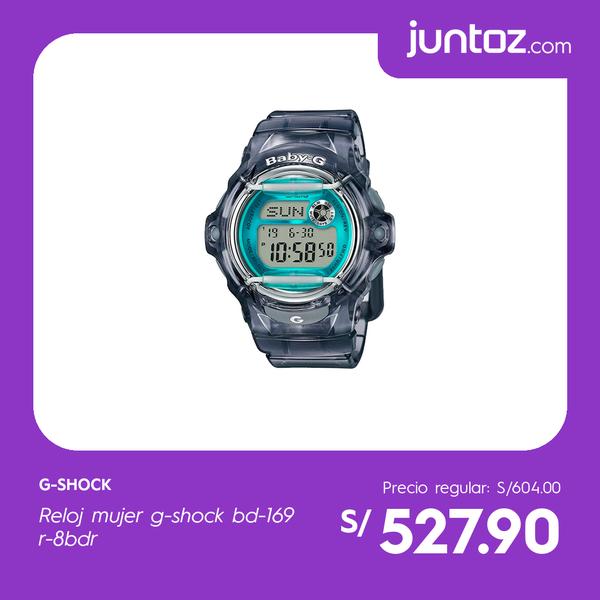 juntoz.com
Baby-G
SUN
19 6-30
P 10:58 50
G
G-SHOCK
Reloj mujer g-shock bd-169
r-8bdr
Precio regular: S/604.00
S/ 527.90